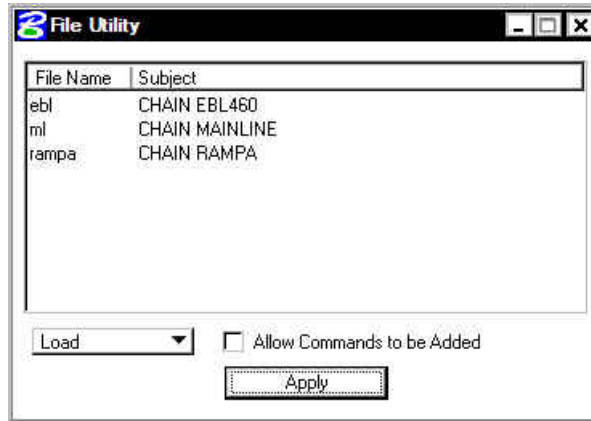 File Utility
File Name Subject
ebl CHAIN EBL460
ml CHAIN MAINLINE
rampa CHAIN RAMPA
Load Allow Commands to be Added
Apply